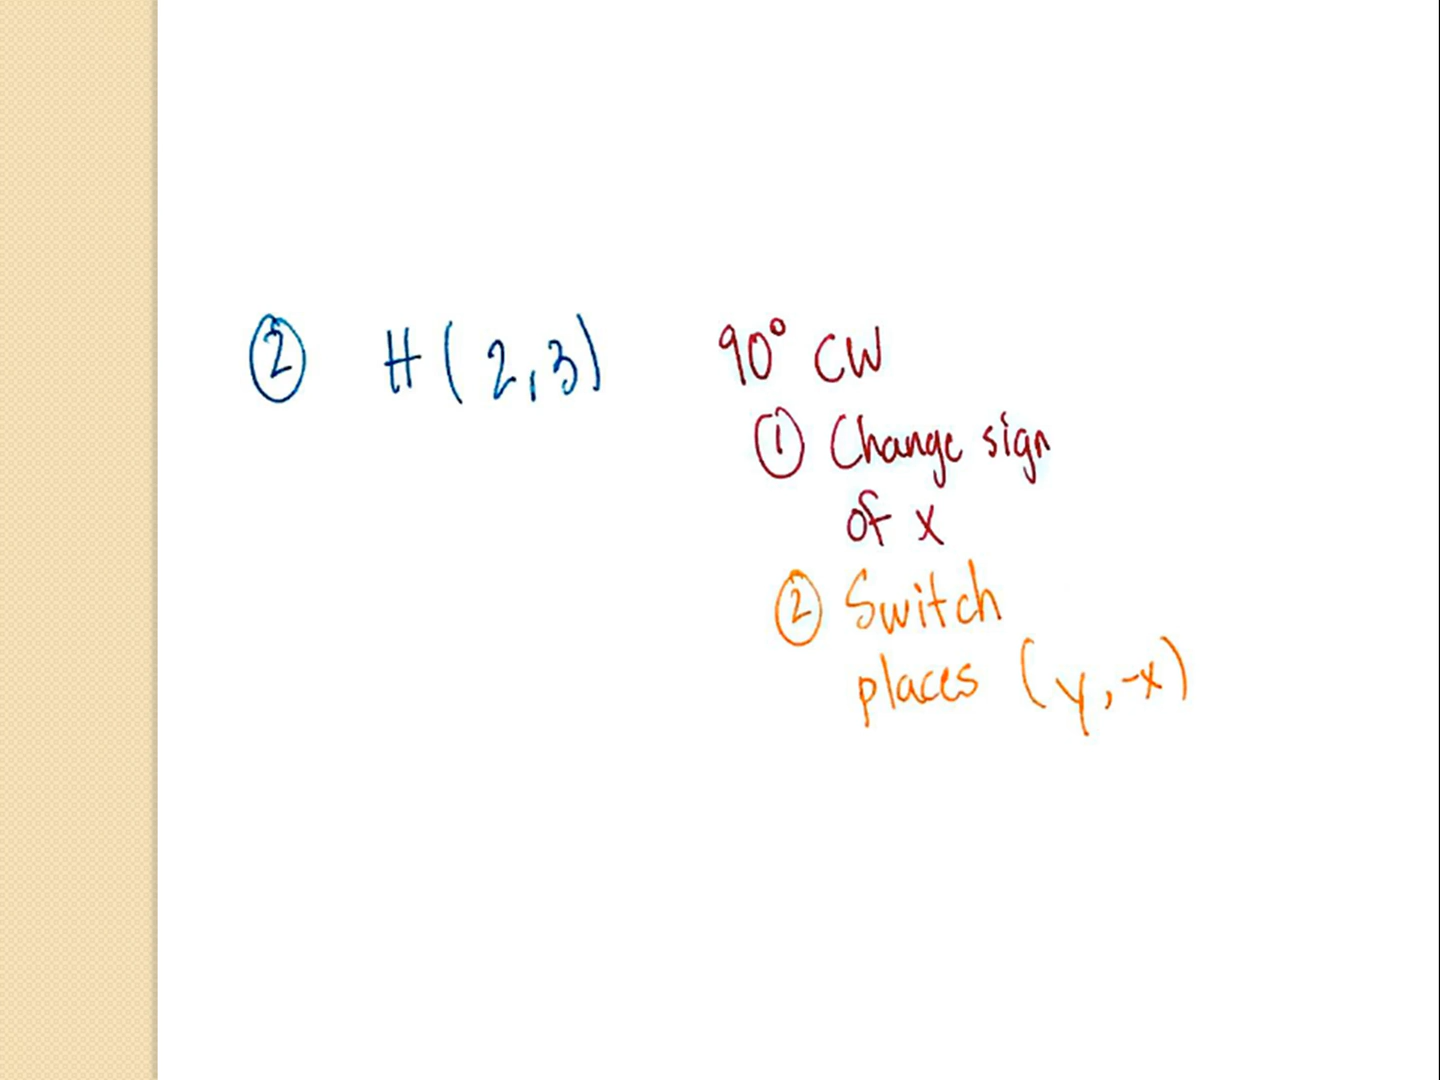 ② H(2,3) 90° CW
① Change sign
of x
② Switch
places (y,-x)